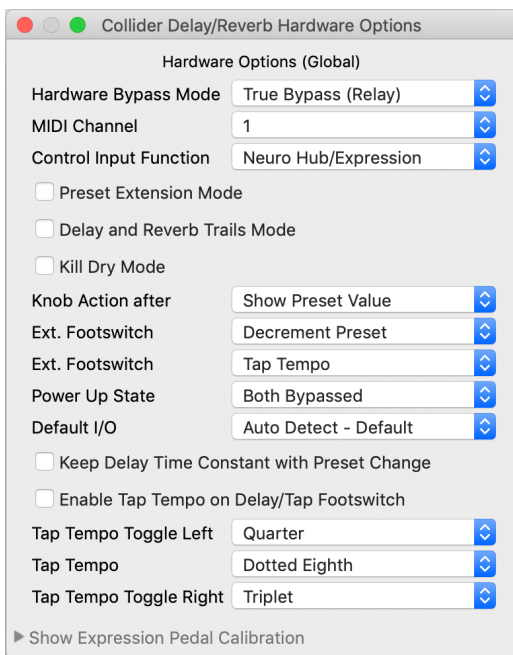 Collider Delay/Reverb Hardware Options
Hardware Options (Global)
Hardware Bypass Mode True Bypass (Relay)
MIDI Channel 1
Control Input Function Neuro Hub/Expression
Preset Extension Mode
Delay and Reverb Trails Mode
Kill Dry Mode
Knob Action after Show Preset Value
Ext. Footswitch Decrement Preset
Ext. Footswitch Tap Tempo
Power Up State Both Bypassed
Default I/O Auto Detect - Default
Keep Delay Time Constant with Preset Change
Enable Tap Tempo on Delay/Tap Footswitch
Tap Tempo Toggle Left Quarter
Tap Tempo Dotted Eighth
Tap Tempo Toggle Right Triplet
Show Expression Pedal Calibration